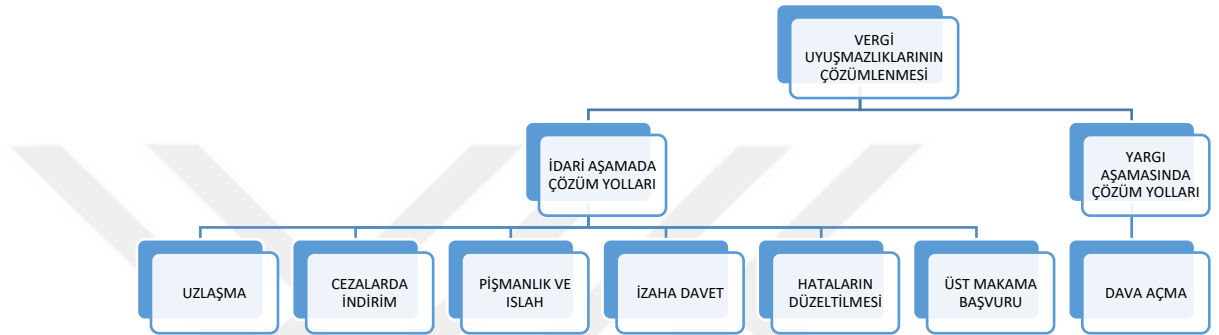 VERGİ
UYUŞMAZLIKLARININ
ÇÖZÜMLENMESİ
İDARİ AŞAMADA
ÇÖZÜM YOLLARI
YARGI
AŞAMASINDA
ÇÖZÜM YOLLARI
UZLAŞMA
CEZALARDA
İNDİRİM
PİŞMANLIK VE
ISLAH
İZAHA DAVET
HATALARIN
DÜZELTİLMESİ
ÜST MAKAMA
BAŞVURU
DAVA AÇMA